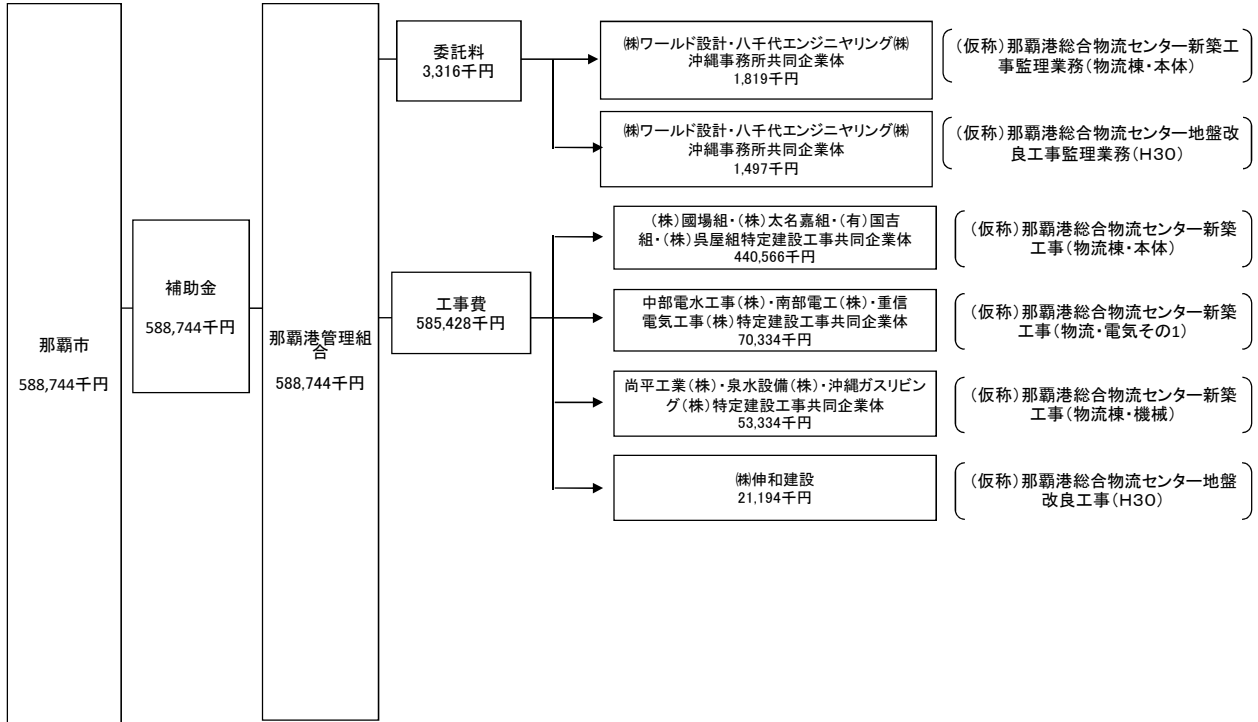 那覇市
588,744千円
補助金
588,744千円
那覇港管理組
合
588,744千円
委託料
3,316千円
㈱ワールド設計・八千代エンジニヤリング㈱
沖縄事務所共同企業体
1,819千円
(仮称)那覇港総合物流センター新築工
事監理業務(物流棟・本体)
㈱ワールド設計・八千代エンジニヤリング㈱
沖縄事務所共同企業体
1,497千円
(仮称)那覇港総合物流センター地盤改
良工事監理業務(H30)
工事費
585,428千円
(株)國場組・(株)太名嘉組・(有)国吉
組・(株)呉屋組特定建設工事共同企業体
440,566千円
(仮称)那覇港総合物流センター新築
工事(物流棟・本体)
中部電水工事(株)・南部電工(株)・重信
電気工事(株)特定建設工事共同企業体
70,334千円
(仮称)那覇港総合物流センター新築
工事(物流・電気その1)
尚平工業(株)・泉水設備(株)・沖縄ガスリビン
グ(株)特定建設工事共同企業体
53,334千円
(仮称)那覇港総合物流センター新築
工事(物流棟・機械)
㈱伸和建設
21,194千円
(仮称)那覇港総合物流センター地盤
改良工事(H30)